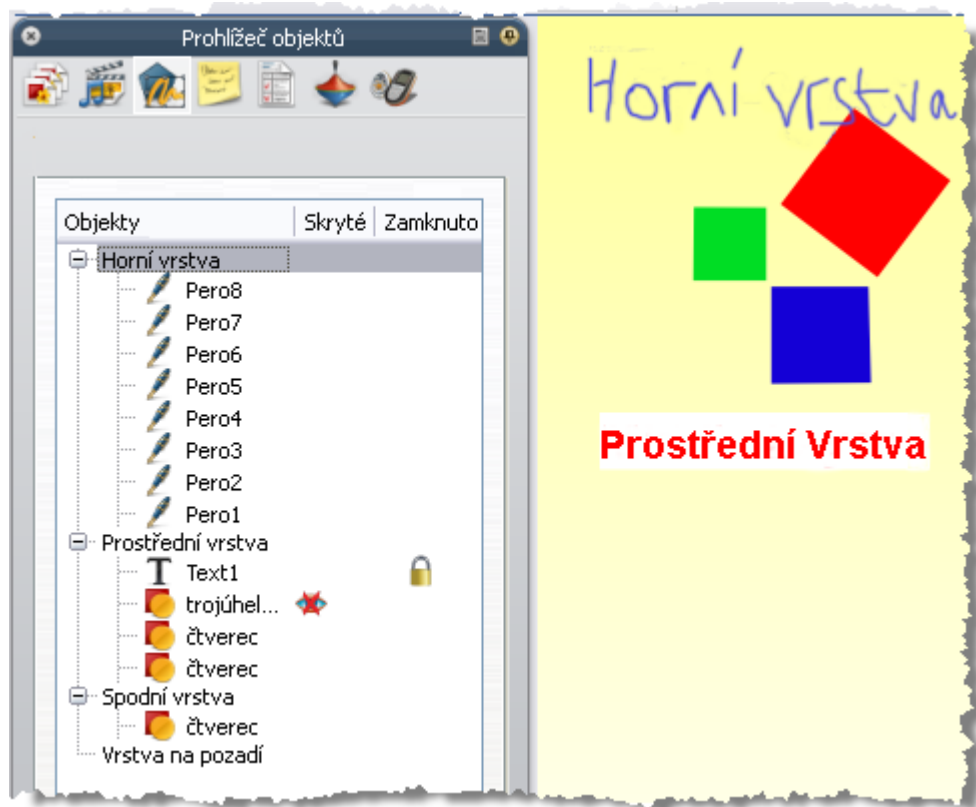 Prohlížeč objektů
Objekty Skryté Zamknuto
Horní vrstva
Pero8
Pero7
Pero6
Pero5
Pero4
Pero3
Pero2
Pero1
Prostřední vrstva
Text1
trojúhel...
čtverec
čtverec
Spodní vrstva
čtverec
Vrstva na pozadí
Horní vrstva
Prostřední Vrstva